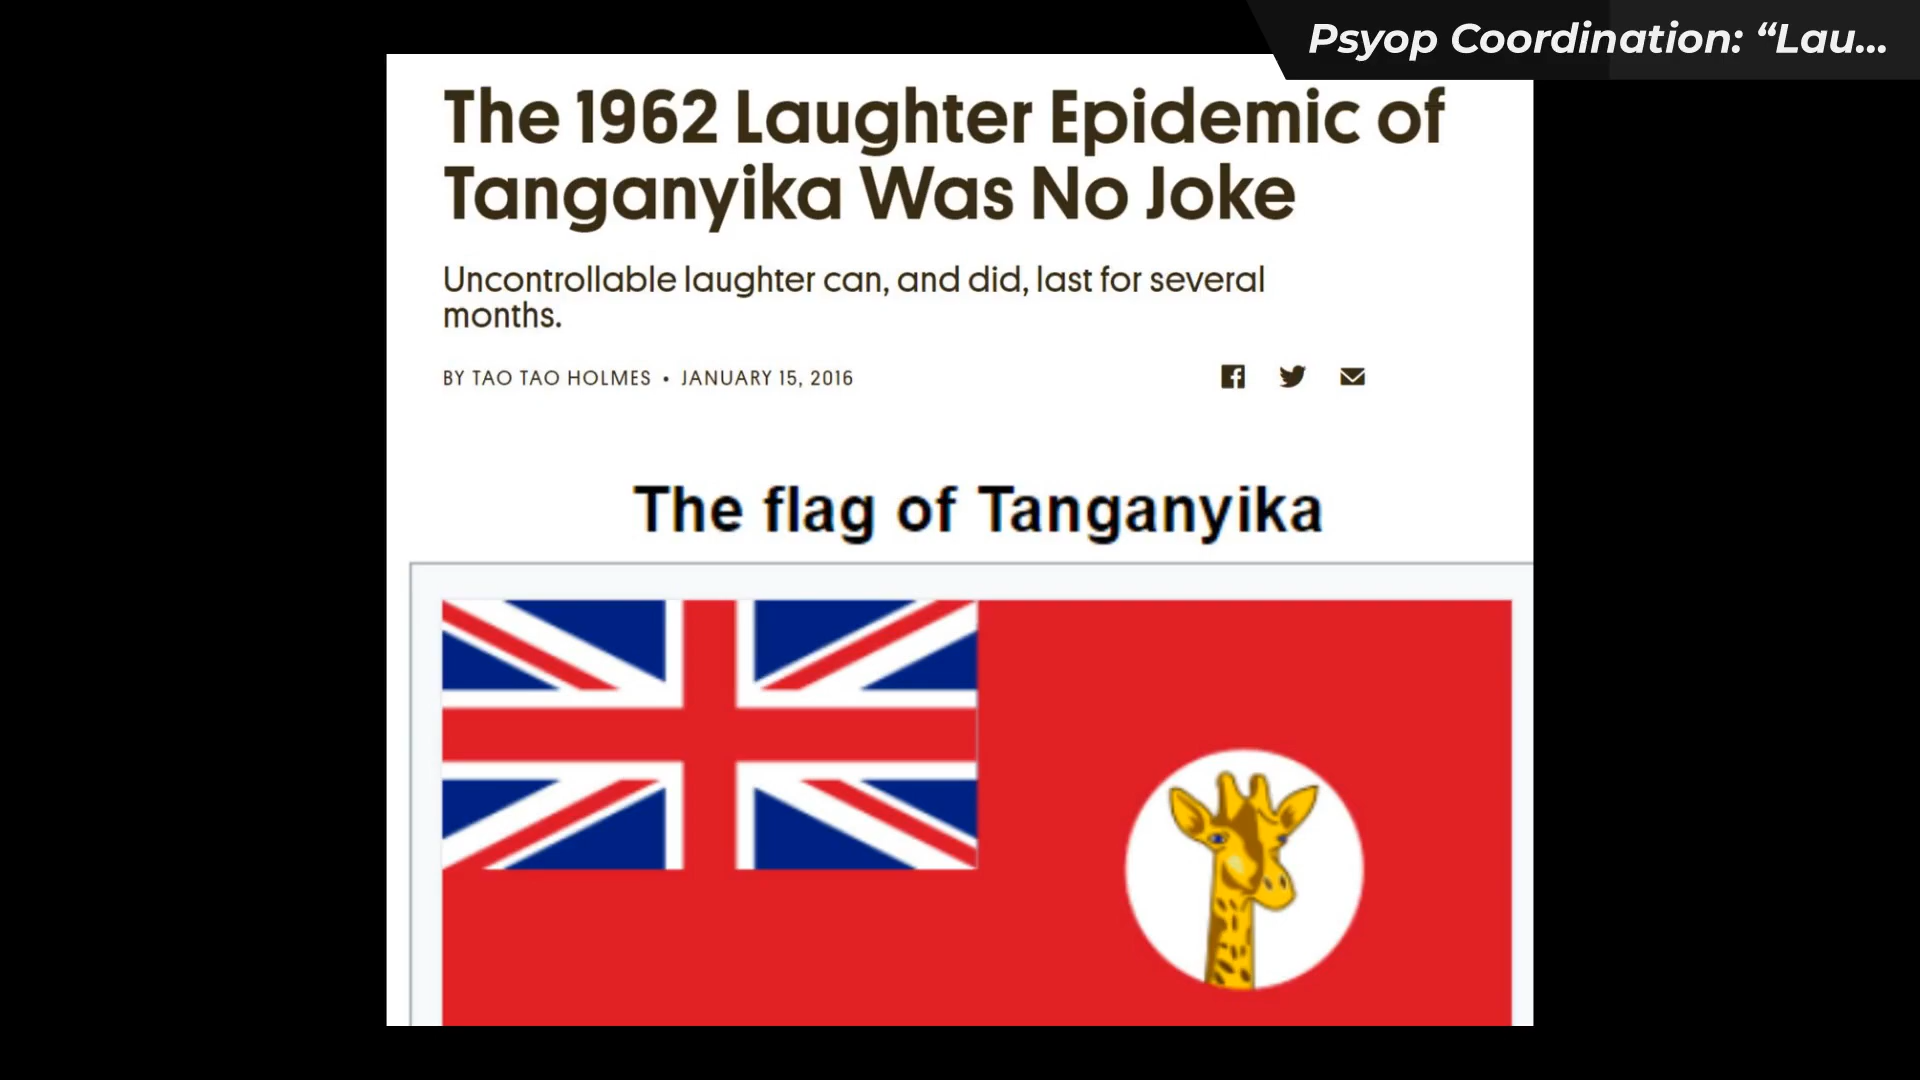 Psyop Coordination: “Lau...
The 1962 Laughter Epidemic of
Tanganyika Was No Joke
Uncontrollable laughter can, and did, last for several
months.
BY TAO TAO HOLMES • JANUARY 15, 2016
The flag of Tanganyika